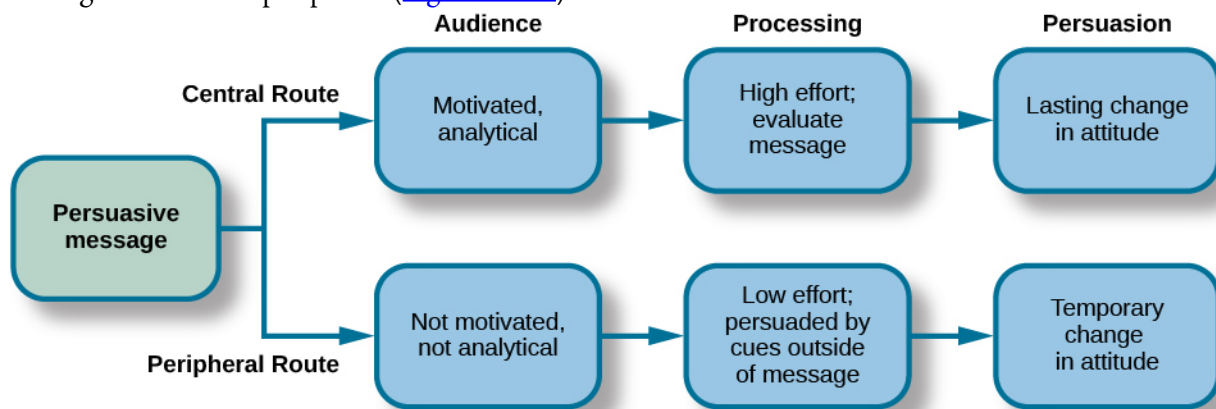 Audience
Processing
Persuasion
Central Route
Motivated,
analytical
High effort;
evaluate
message
Lasting change
in attitude
Persuasive
message
Peripheral Route
Not motivated,
not analytical
Low effort;
persuaded by
cues outside
of message
Temporary
change
in attitude